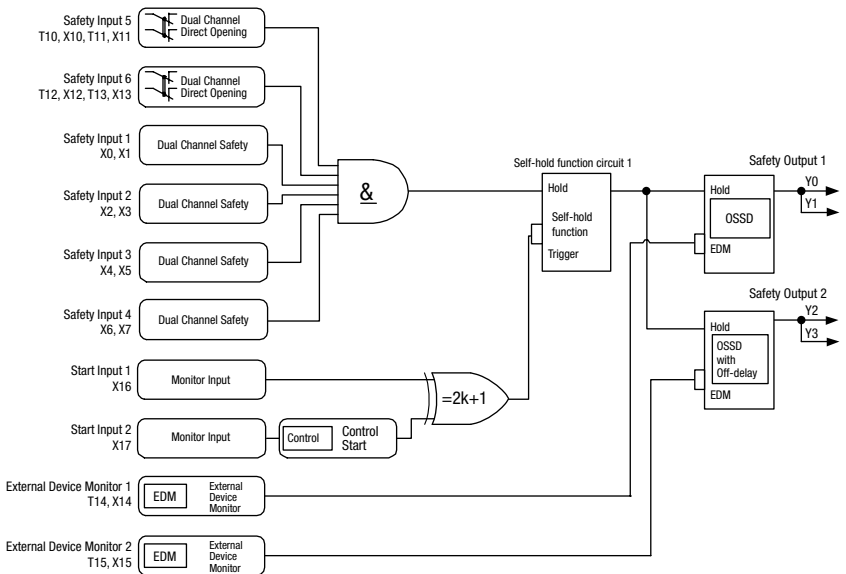 Safety Input 5
T10, X10, T11, X11
Dual Channel
Direct Opening
Safety Input 6
T12, X12, T13, X13
Dual Channel
Direct Opening
Safety Input 1
X0, X1
Dual Channel Safety
Safety Input 2
X2, X3
Dual Channel Safety
Safety Input 3
X4, X5
Dual Channel Safety
Safety Input 4
X6, X7
Dual Channel Safety
&
Start Input 1
X16
Monitor Input
Start Input 2
X17
Monitor Input
Control
Control
Start
=2k+1
External Device Monitor 1
T14, X14
EDM
External
Device
Monitor
External Device Monitor 2
T15, X15
EDM
External
Device
Monitor
Self-hold function circuit 1
Hold
Self-hold
function
Trigger
Safety Output 1
Hold
OSSD
EDM
Y0
Y1
Safety Output 2
Hold
OSSD
with
Off-delay
EDM
Y2
Y3